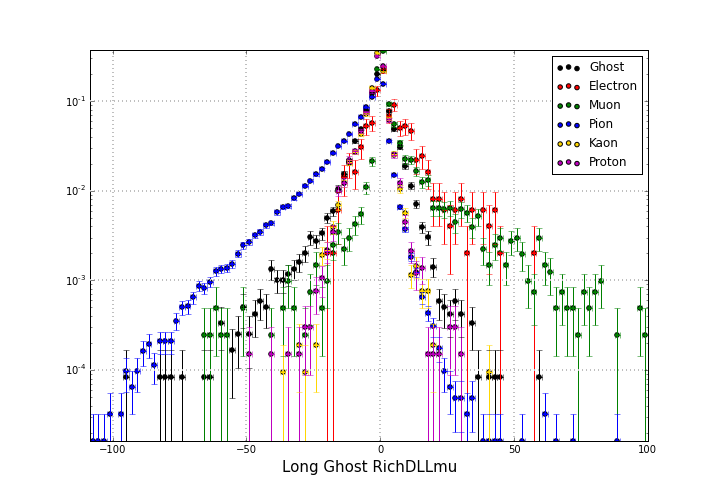 10⁻¹
10⁻²
10⁻³
10⁻⁴
−100
−50
0
50
100
Long Ghost RichDLLmu
Ghost
Electron
Muon
Pion
Kaon
Proton